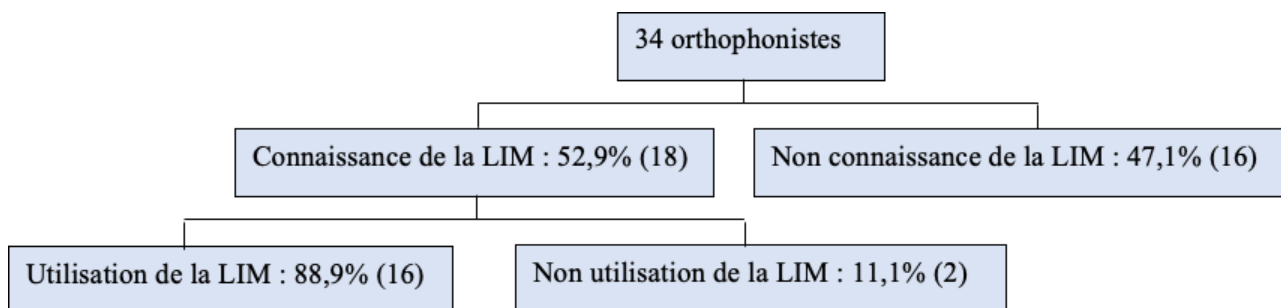 34 orthophonistes
Connaissance de la LIM : 52,9% (18)
Non connaissance de la LIM : 47,1% (16)
Utilisation de la LIM : 88,9% (16)
Non utilisation de la LIM : 11,1% (2)